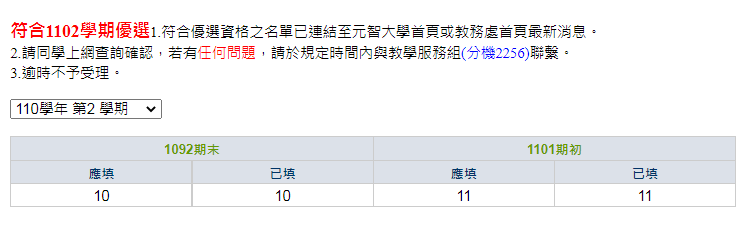 符合1102學期優選1.符合優選資格之名單已連結至元智大學首頁或教務處首頁最新消息。
2.請同學上網查詢確認，若有任何問題，請於規定時間內與教學服務組(分機2256)聯繫。
3.逾時不予受理。
110學年 第2 學期
1092期末 1101期初
應填 已填 應填 已填
10 10 11 11